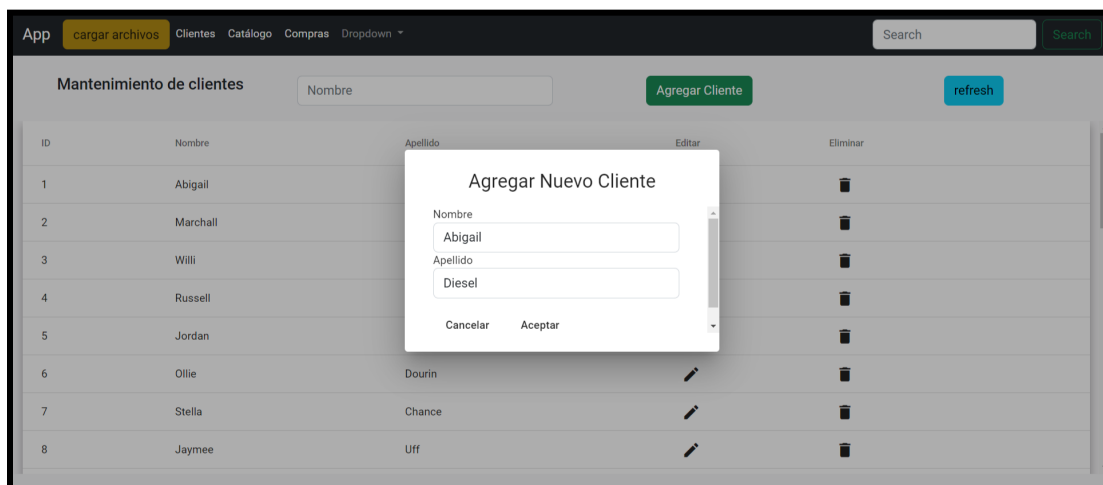 App cargar archivos Clientes Catálogo Compras Dropdown Search Search
Mantenimiento de clientes Nombre Agregar Cliente refresh
ID Nombre Apellido Editar Eliminar
1 Abigail
2 Marchall
3 Willi
4 Russell
5 Jordan
6 Ollie Dourin
7 Stella Chance
8 Jaymee Uff
Agregar Nuevo Cliente
Nombre
Abigail
Apellido
Diesel
Cancelar Aceptar